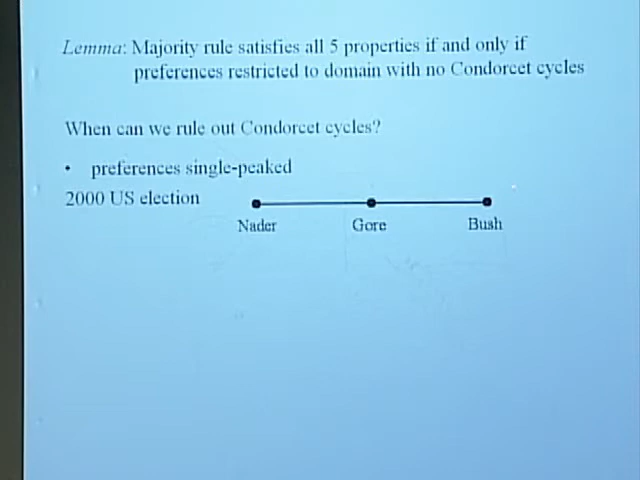 Lemma: Majority rule satisfies all 5 properties if and only if
preferences restricted to domain with no Condorcet cycles
When can we rule out Condorcet cycles?
• preferences single-peaked
2000 US election
Nader Gore Bush